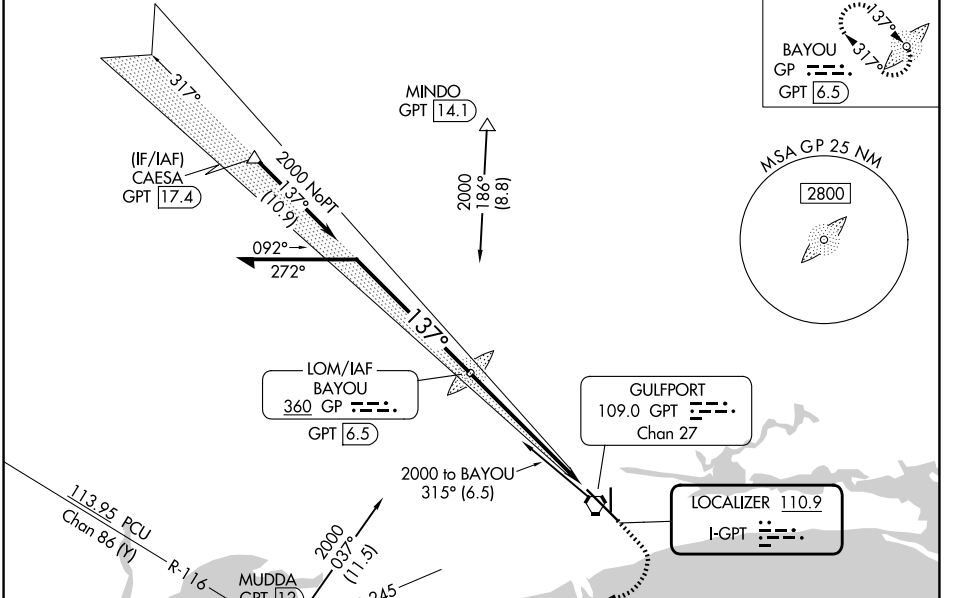 137°
317°
BAYOU
GP
GPT 6.5
MSA GP 25 NM
2800
317°
MINDO
GPT 14.1
2000
186°
(8.8)
(IF/IAF)
CAESA
GPT 17.4
2000 NoPT
137°
(10.9)
092°
272°
137°
LOM/IAF
BAYOU
360 GP
GPT 6.5
GULFPORT
109.0 GPT
Chan 27
2000 to BAYOU
315° (6.5)
LOCALIZER 110.9
I-GPT
113.95 PCU
Chan 86 (Y)
R-116
2000
037°
(11.5)
MUDDA
GPT 12
245